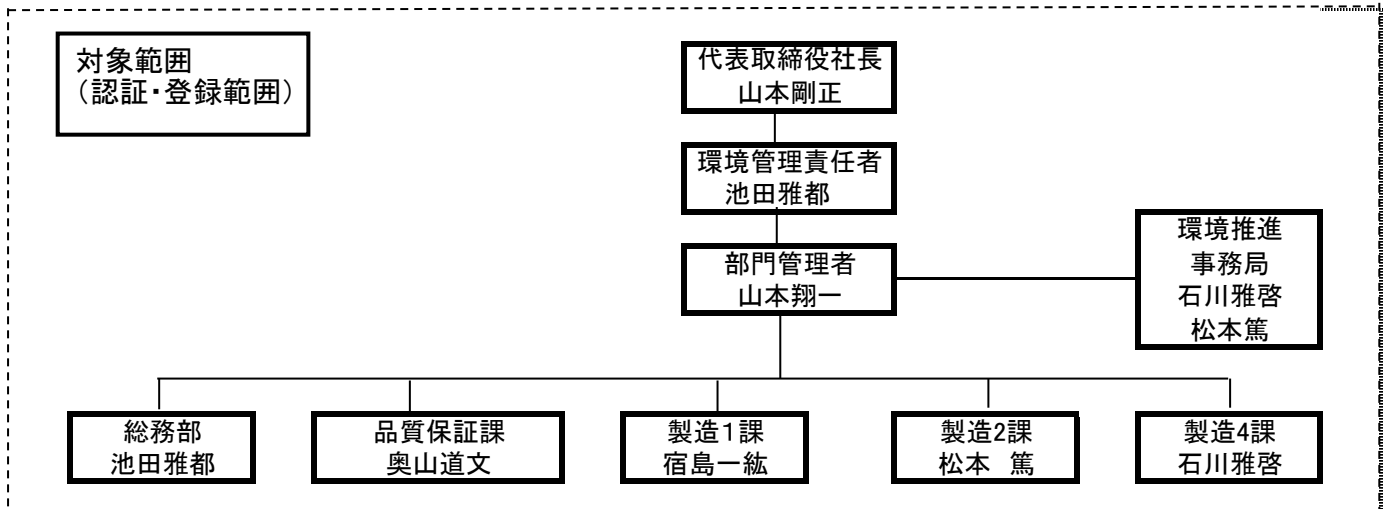 対象範囲
（認証・登録範囲）
代表取締役社長
山本剛正
環境管理責任者
池田雅都
部門管理者
山本翔一
環境推進
事務局
石川雅啓
松本篤
総務部
池田雅都
品質保証課
奥山道文
製造１課
宿島一紘
製造2課
松本　篤
製造4課
石川雅啓